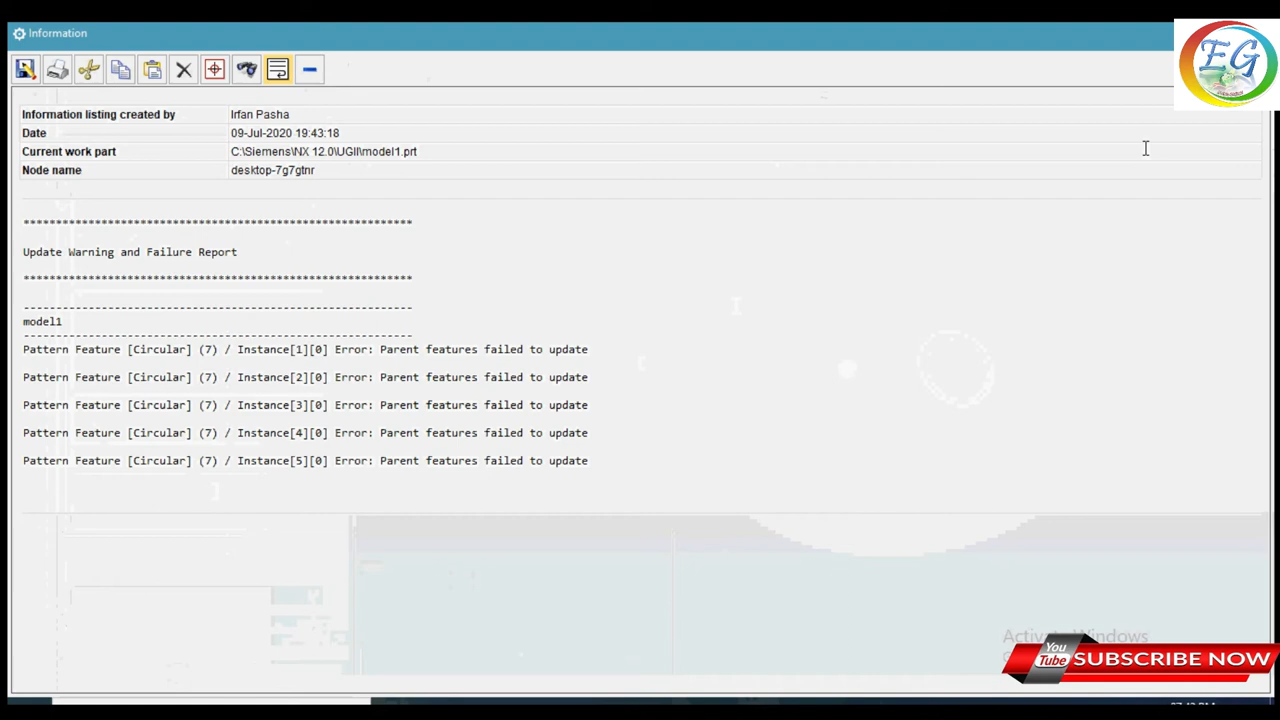 Information
EG
Information listing created by Irfan Pasha
Date 09-Jul-2020 19:43:18
Current work part C:\Siemens\NX 12.0\UGII\model1.prt
Node name desktop-7g7gtnr
************************************************************
Update Warning and Failure Report
************************************************************
------------------------------------------------------------
model1
------------------------------------------------------------
Pattern Feature [Circular] (7) / Instance[1][0] Error: Parent features failed to update
Pattern Feature [Circular] (7) / Instance[2][0] Error: Parent features failed to update
Pattern Feature [Circular] (7) / Instance[3][0] Error: Parent features failed to update
Pattern Feature [Circular] (7) / Instance[4][0] Error: Parent features failed to update
Pattern Feature [Circular] (7) / Instance[5][0] Error: Parent features failed to update
Activate Windows
You Tube SUBSCRIBE NOW